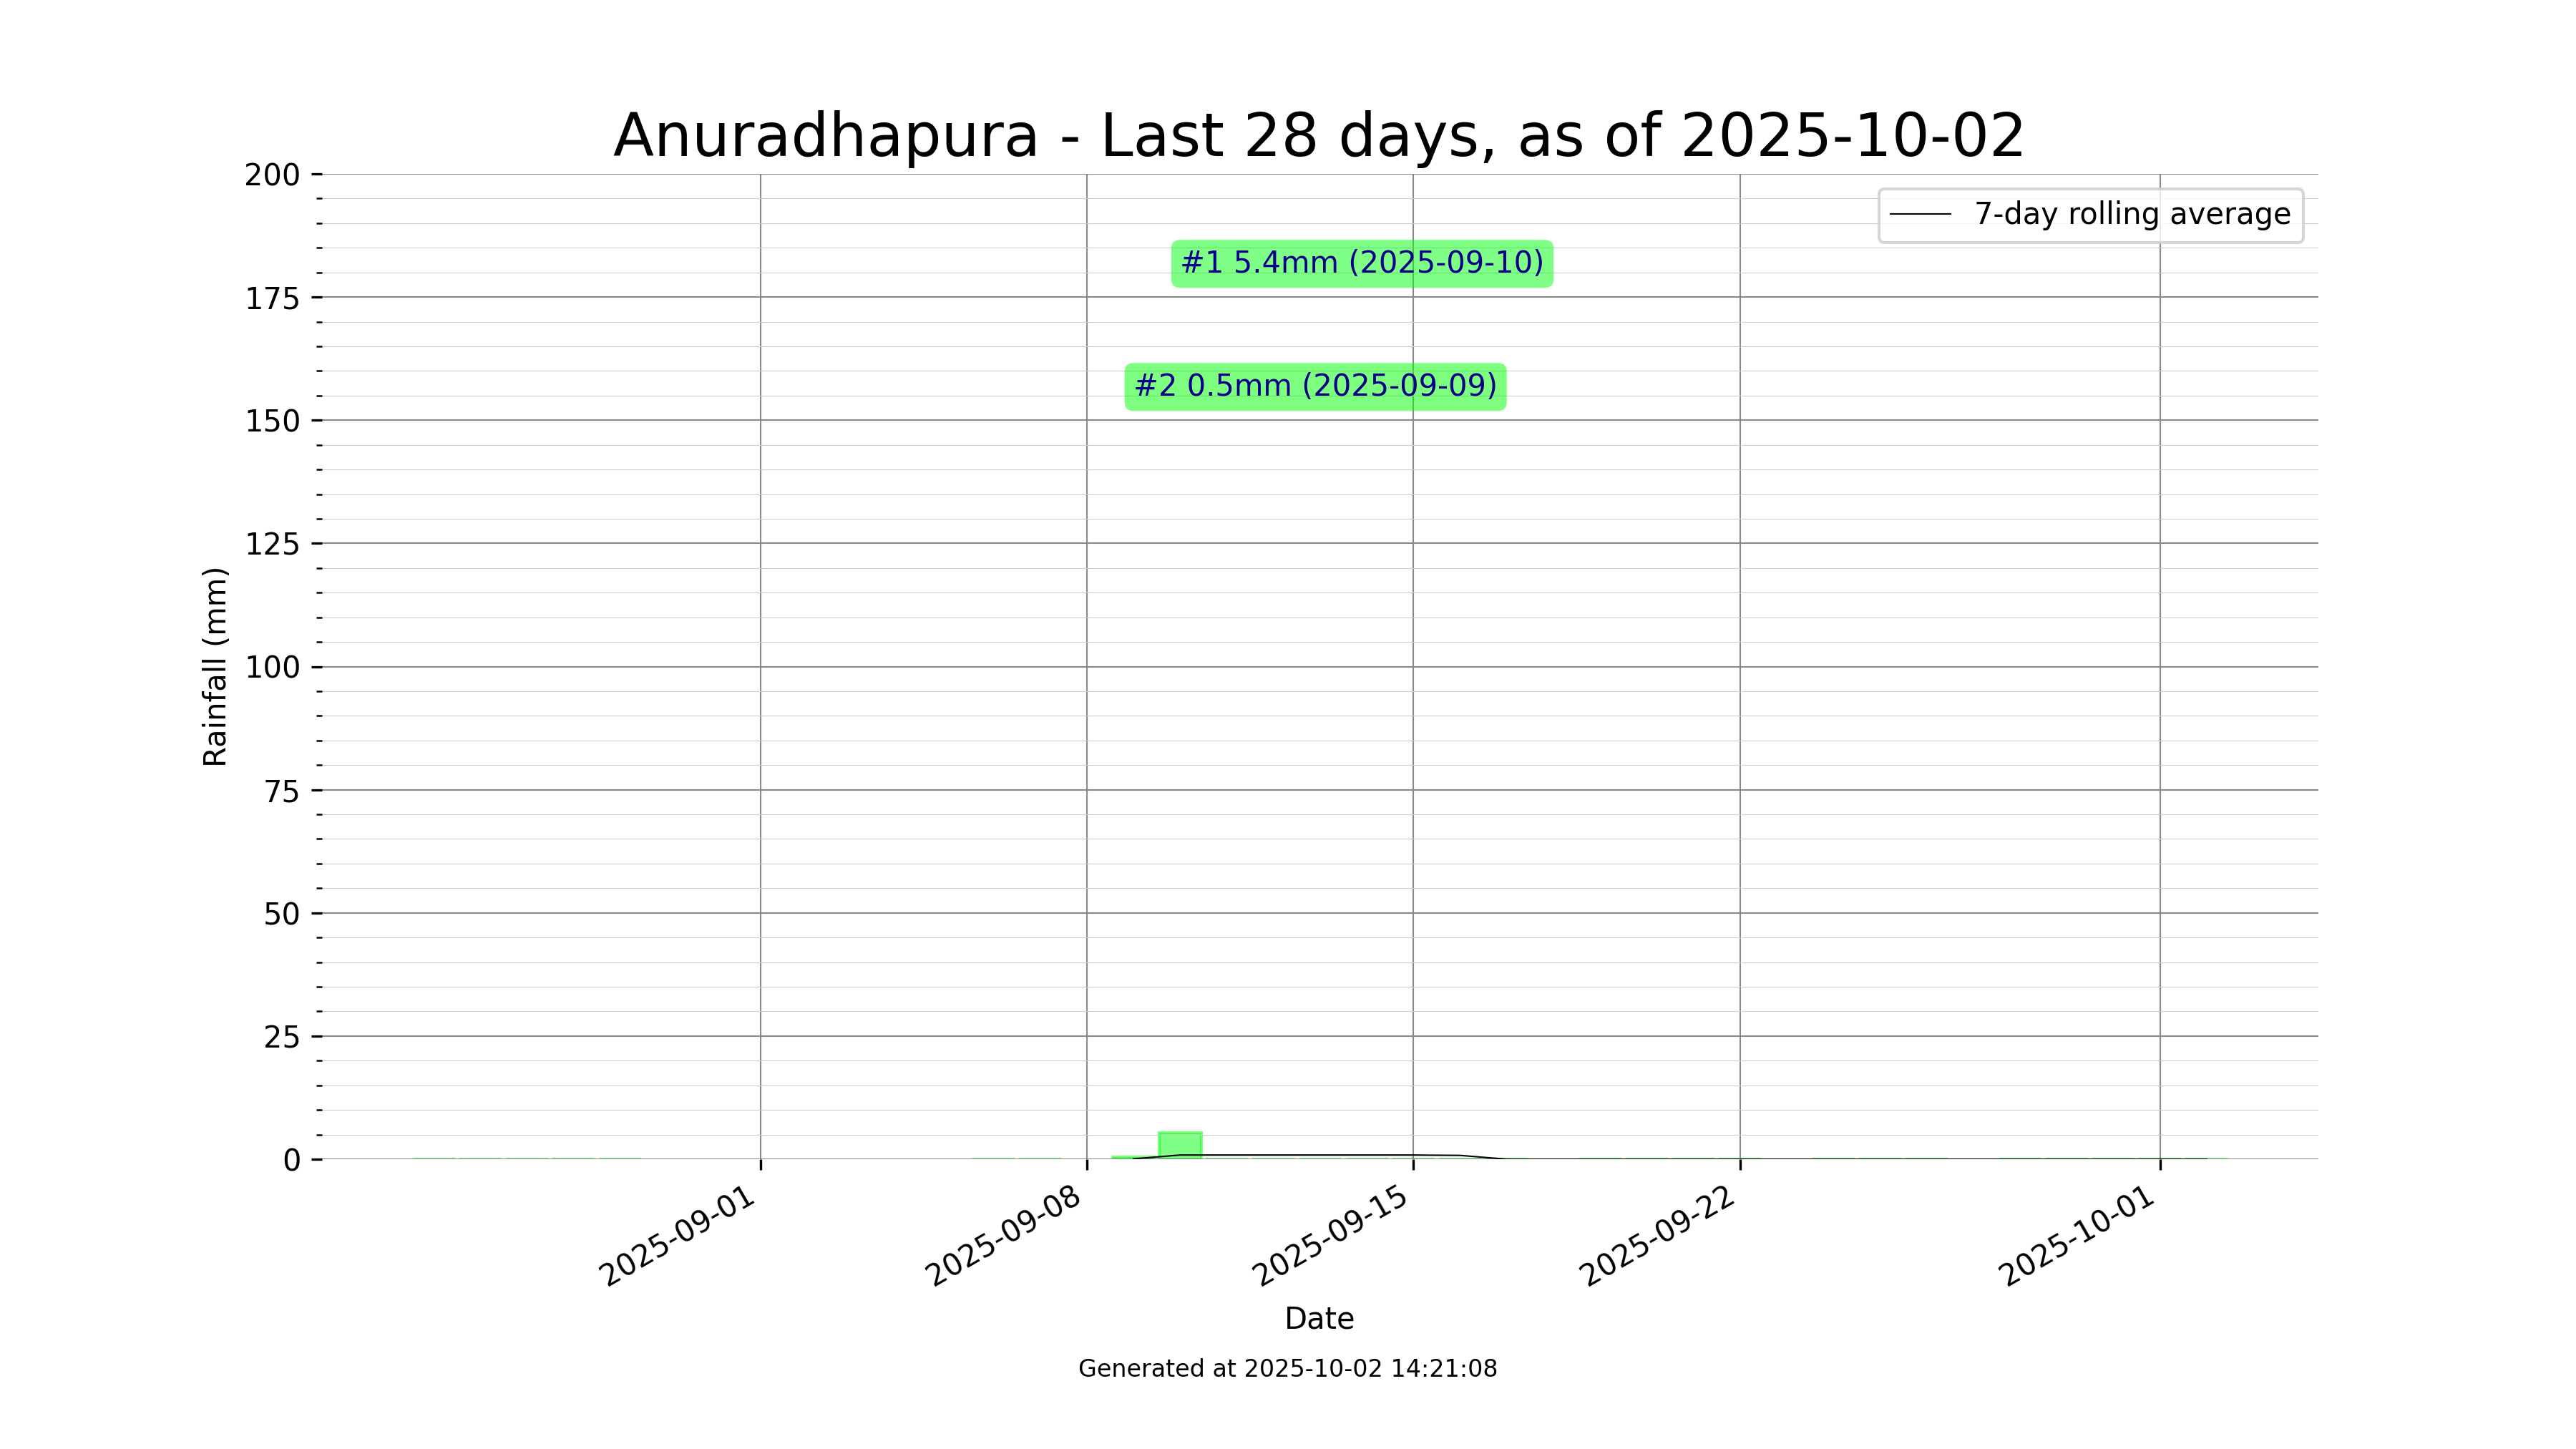 Anuradhapura - Last 28 days, as of 2025-10-02
200
175
150
125
100
75
50
25
0
Rainfall (mm)
7-day rolling average
#1 5.4mm (2025-09-10)
#2 0.5mm (2025-09-09)
2025-09-01
2025-09-08
2025-09-15
2025-09-22
2025-10-01
Date
Generated at 2025-10-02 14:21:08